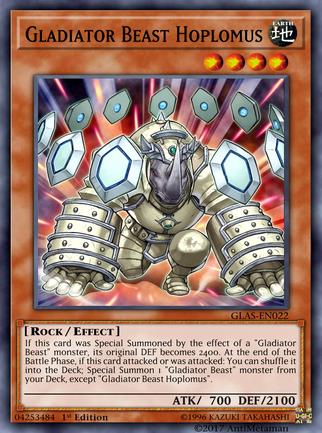 GLADIATOR BEAST HOPLOMUS
EARTH
地
GLAS-EN022
[ROCK / EFFECT]
If this card was Special Summoned by the effect of a "Gladiator
Beast" monster, its original DEF becomes 2400. At the end of the
Battle Phase, if this card attacked or was attacked: You can shuffle it
into the Deck; Special Summon 1 "Gladiator Beast" monster from
your Deck, except "Gladiator Beast Hoplomus".
ATK/ 700 DEF/2100
04253484 1st Edition ©1996 KAZUKI TAKAHASHI
©2017 AntiMetaman